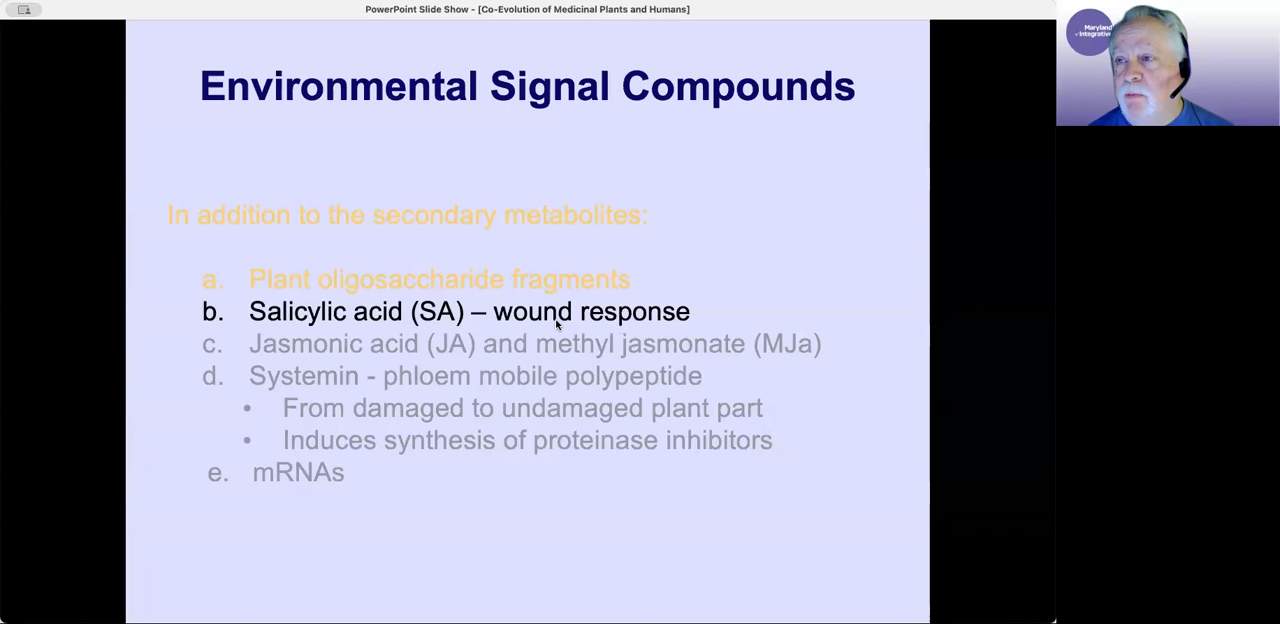 PowerPoint Slide Show - [Co-Evolution of Medicinal Plants and Humans]
Maryland
Integrative
Environmental Signal Compounds
In addition to the secondary metabolites:
a. Plant oligosaccharide fragments
b. Salicylic acid (SA) – wound response
c. Jasmonic acid (JA) and methyl jasmonate (MJa)
d. Systemin - phloem mobile polypeptide
• From damaged to undamaged plant part
• Induces synthesis of proteinase inhibitors
e. mRNAs